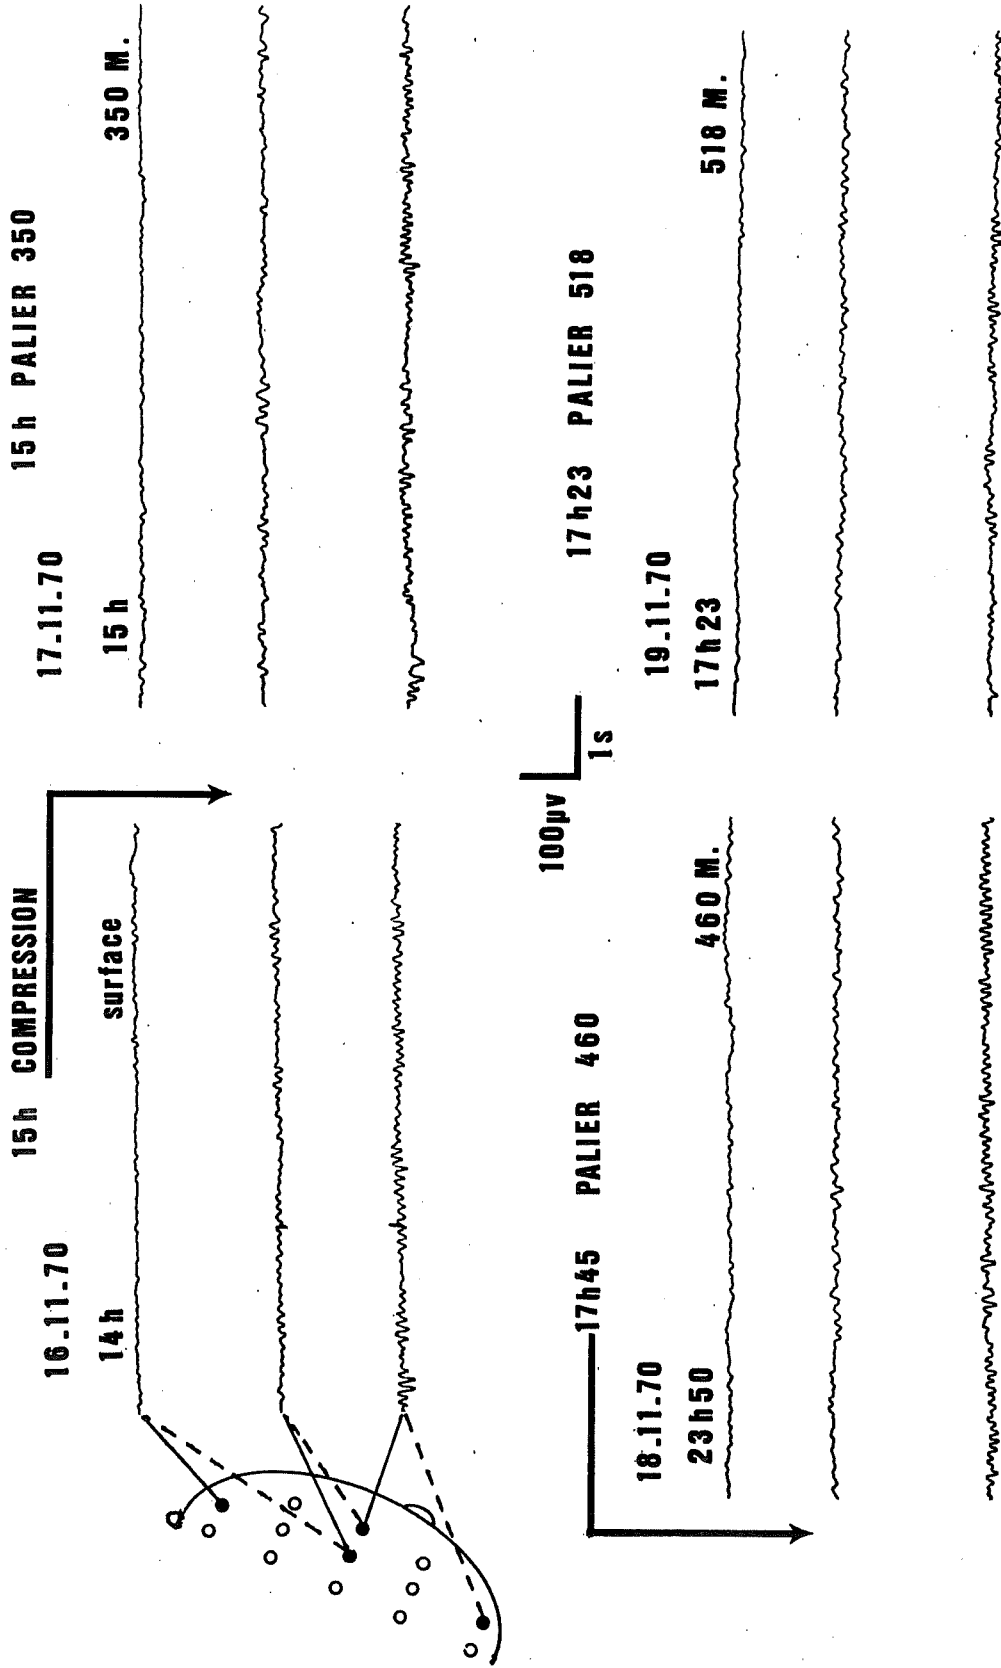 15h COMPRESSION
16.11.70
14h surface
15h PALIER 350
17.11.70
15h 350 M.
100µv
1s
17h45 PALIER 460
18.11.70
23h50 460 M.
17h23 PALIER 518
19.11.70
17h23 518 M.